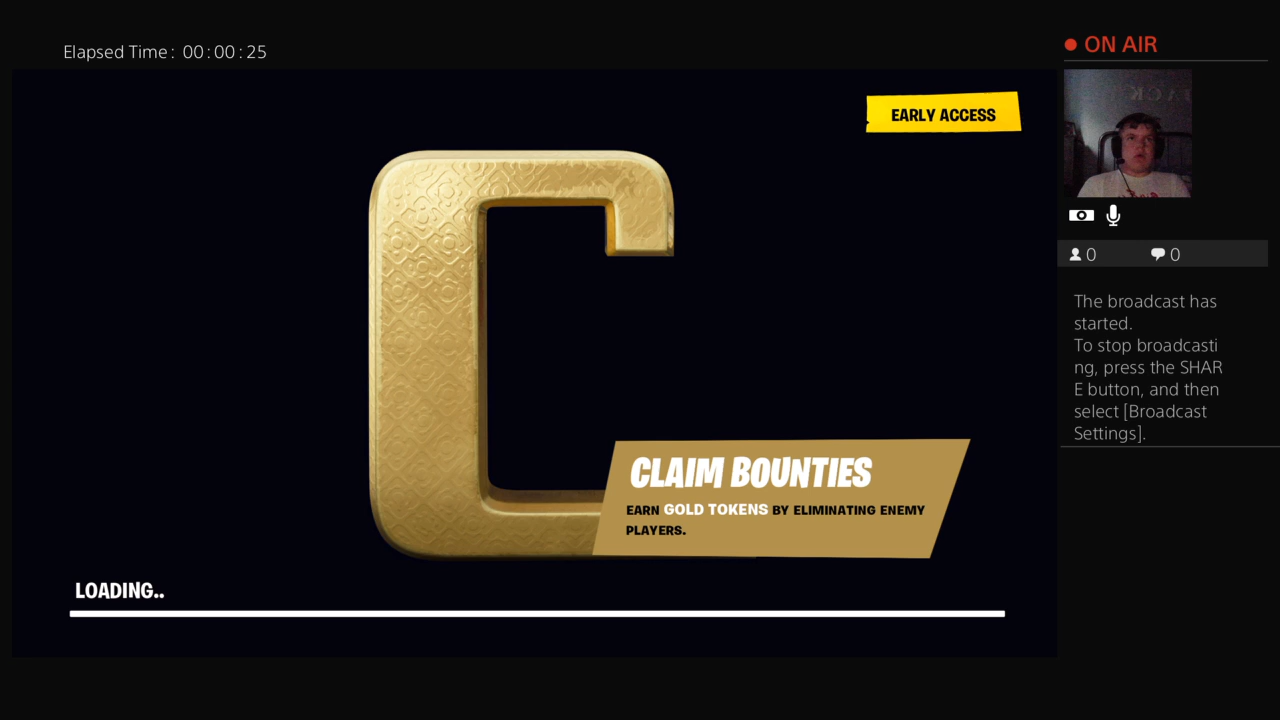 Elapsed Time: 00:00:25
ON AIR
EARLY ACCESS
0 0
The broadcast has
started.
To stop broadcasti
ng, press the SHAR
E button, and then
select [Broadcast
Settings].
CLAIM BOUNTIES
EARN GOLD TOKENS BY ELIMINATING ENEMY
PLAYERS.
LOADING..